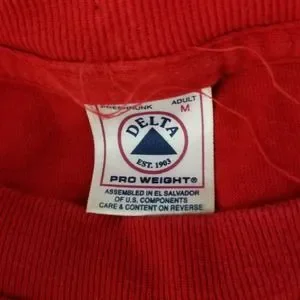 PRESHRUNK ADULT
M
DELTA
EST. 1903
PRO WEIGHT®
ASSEMBLED IN EL SALVADOR
OF U.S. COMPONENTS
CARE & CONTENT ON REVERSE